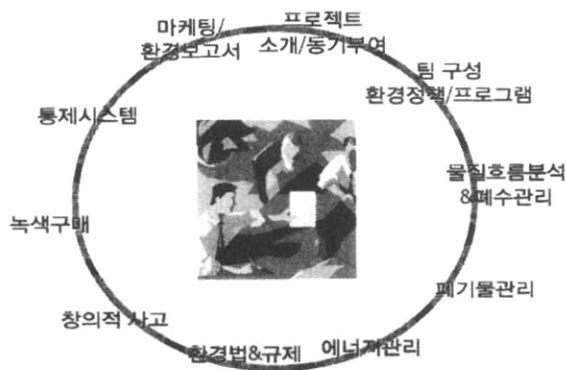 프로젝트
소개/동기부여
팀 구성
환경정책/프로그램
물질흐름분석
&폐수관리
폐기물관리
에너지관리
환경법&규제
창의적 사고
녹색구매
통제시스템
마케팅/
환경보고서